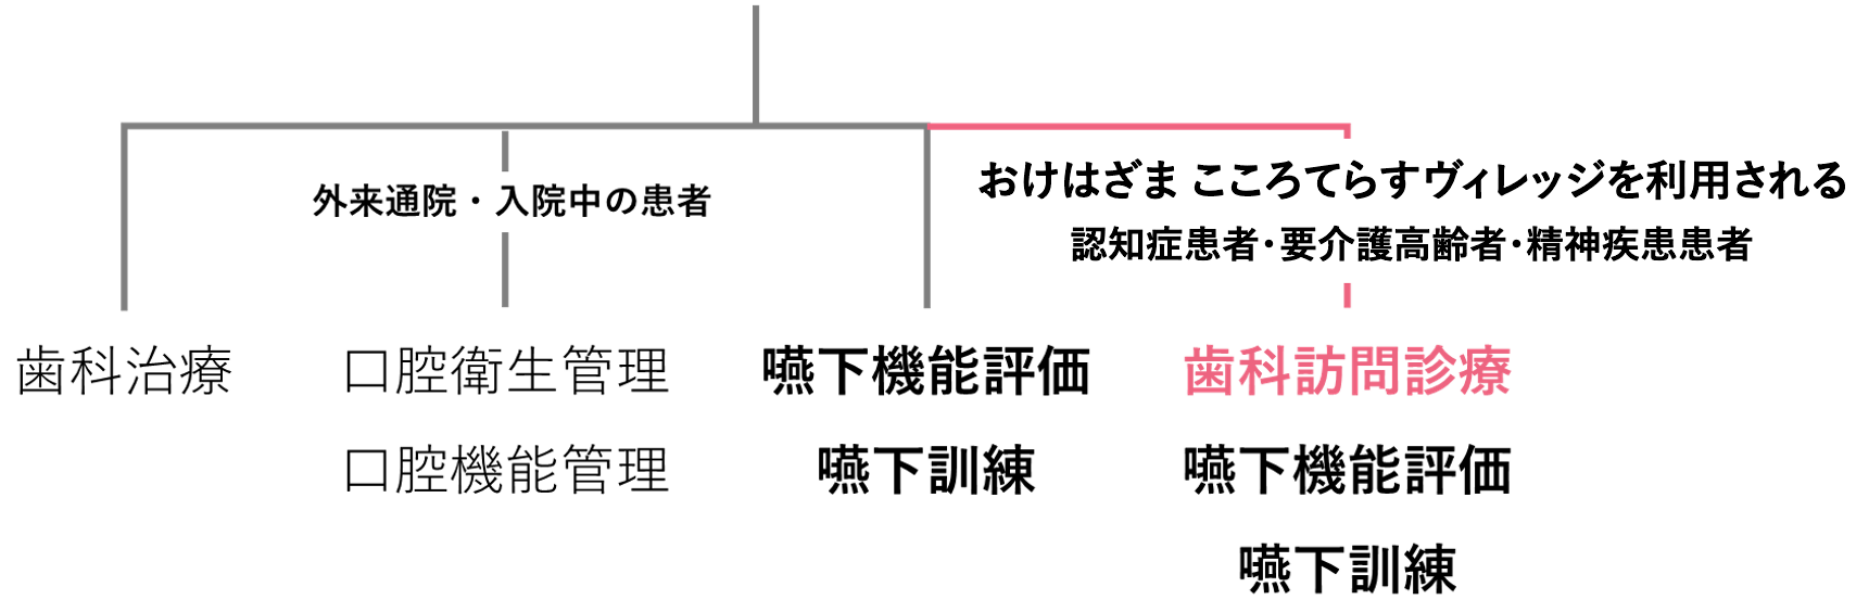 外来通院・入院中の患者
おけはざま こころてらすヴィレッジを利用される
認知症患者・要介護高齢者・精神疾患患者
歯科治療
口腔衛生管理
口腔機能管理
嚥下機能評価
嚥下訓練
歯科訪問診療
嚥下機能評価
嚥下訓練